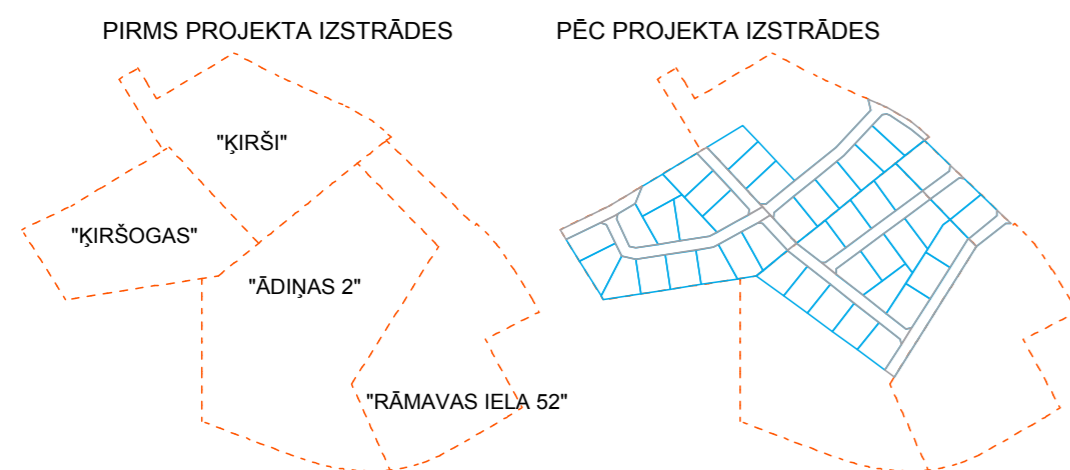 PIRMS PROJEKTA IZSTRĀDES
PĒC PROJEKTA IZSTRĀDES
"ĶIRŠI"
"ĶIRŠOGAS"
"ĀDIŅAS 2"
"RĀMAVAS IELA 52"